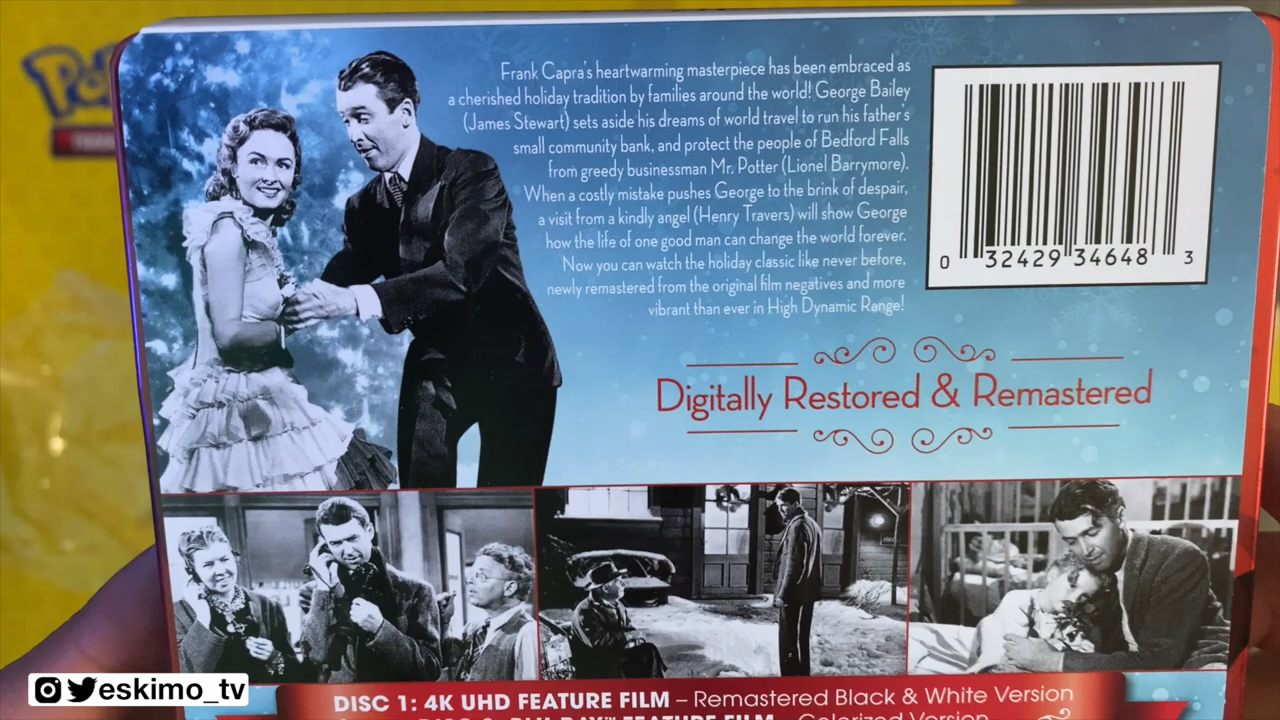 Frank Capra's heartwarming masterpiece has been embraced as
a cherished holiday tradition by families around the world! George Bailey
(James Stewart) sets aside his dreams of world travel to run his father's
small community bank, and protect the people of Bedford Falls
from greedy businessman Mr. Potter (Lionel Barrymore).
When a costly mistake pushes George to the brink of despair,
a visit from a kindly angel (Henry Travers) will show George
how the life of one good man can change the world forever.
Now you can watch the holiday classic like never before,
newly remastered from the original film negatives and more
vibrant than ever in High Dynamic Range!
0 32429 34648 3
Digitally Restored & Remastered
DISC 1: 4K UHD FEATURE FILM – Remastered Black & White Version
FEATURE FILM – Colorized Version
eskimo_tv